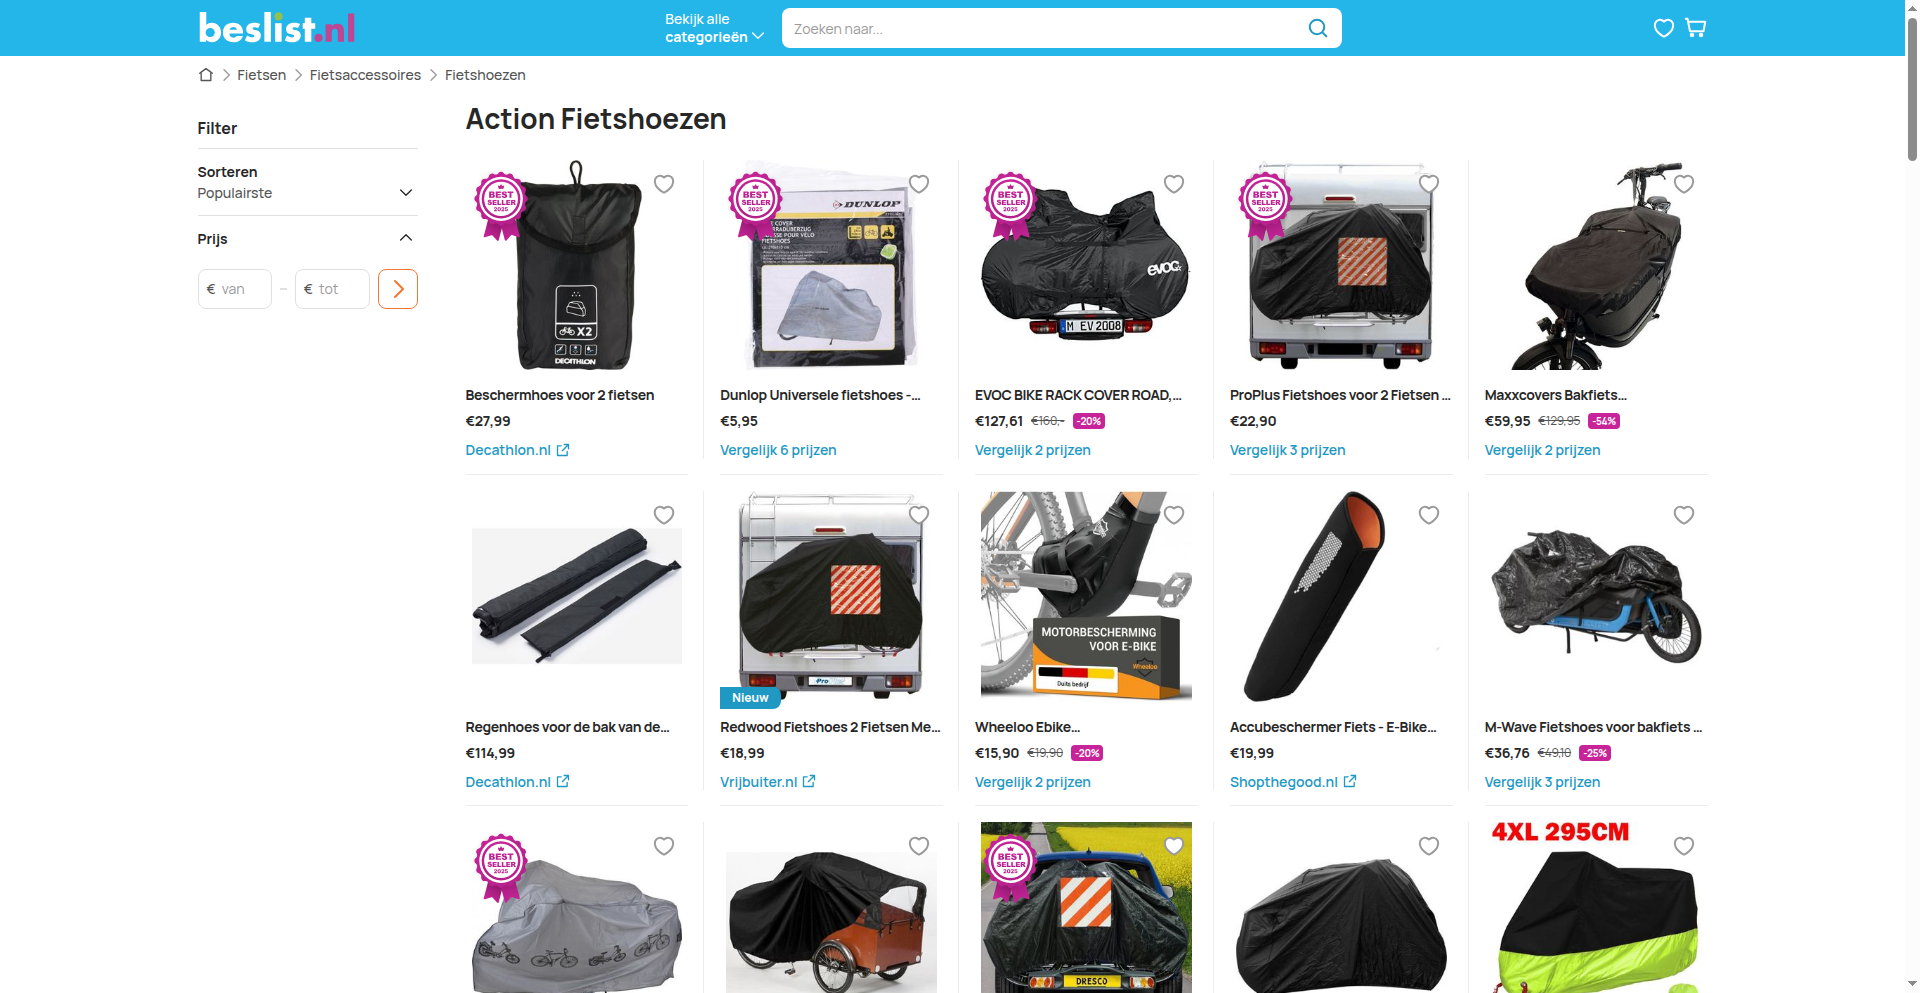 beslist.nl
Bekijk alle
categorieën
Zoeken naar...
Fietsen
Fietsaccessoires
Fietshoezen
Filter
Sorteren
Populairste
Prijs
€ van
–
€ tot
Action Fietshoezen
BEST
SELLER
2025
X2
DECATHLON
Beschermhoes voor 2 fietsen
€27,99
Decathlon.nl
BEST
SELLER
2025
DUNLOP
FIETSHOES
Dunlop Universele fietshoes -...
€5,95
Vergelijk 6 prijzen
BEST
SELLER
2025
evoc
M EV 2008
EVOC BIKE RACK COVER ROAD,...
€127,61 €160,- -20%
Vergelijk 2 prijzen
BEST
SELLER
2025
ProPlus Fietshoes voor 2 Fietsen ...
€22,90
Vergelijk 3 prijzen
Maxxcovers Bakfiets...
€59,95 €129,95 -54%
Vergelijk 2 prijzen
Regenhoes voor de bak van de...
€114,99
Decathlon.nl
Nieuw
Redwood Fietshoes 2 Fietsen Me...
€18,99
Vrijbuiter.nl
MOTORBESCHERMING
VOOR E-BIKE
Wheeloo
Duits bedrijf
Wheeloo Ebike...
€15,90 €19,90 -20%
Vergelijk 2 prijzen
Accubeschermer Fiets - E-Bike...
€19,99
Shopthegood.nl
M-Wave Fietshoes voor bakfiets ...
€36,76 €49,10 -25%
Vergelijk 3 prijzen
BEST
SELLER
2025
BEST
SELLER
2025
DRESCO
4XL 295CM